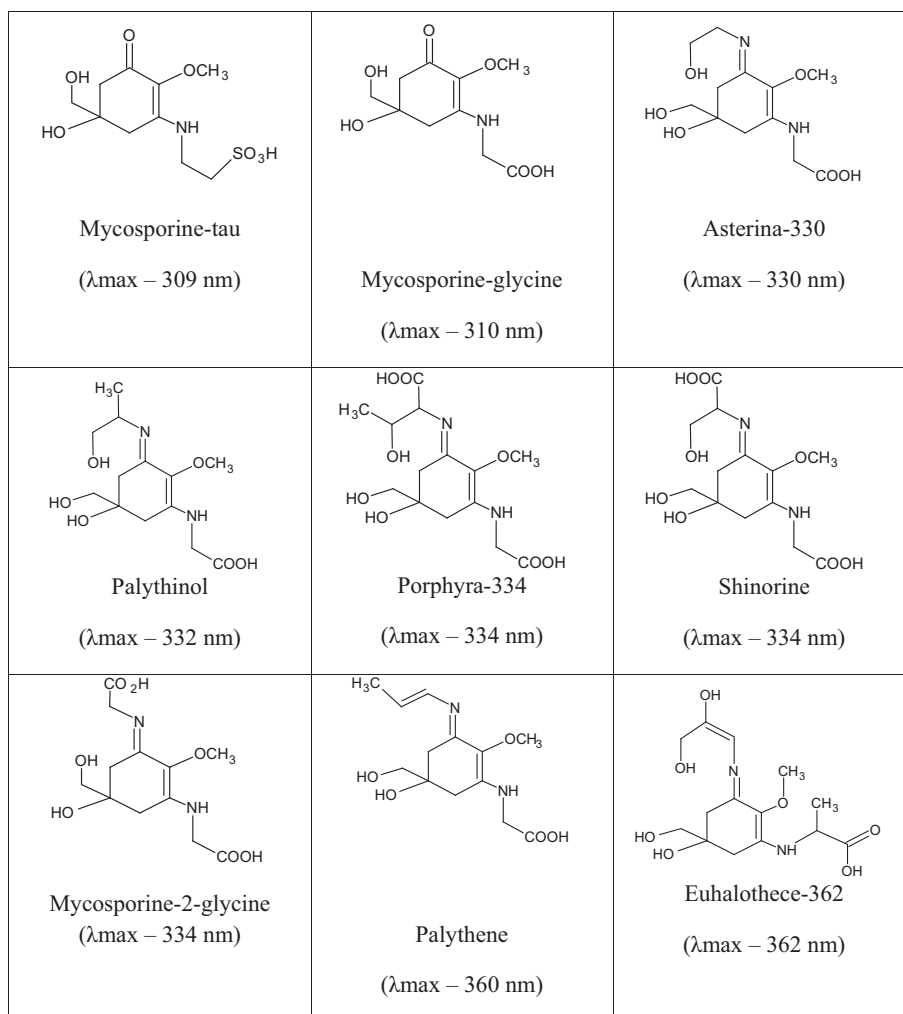 O
OH
OCH3
HO
NH
SO3H
Mycosporine-tau
(λmax – 309 nm)
O
OH
OCH3
HO
NH
COOH
Mycosporine-glycine
(λmax – 310 nm)
N
OH
OCH3
HO
HO
NH
COOH
Asterina-330
(λmax – 330 nm)
H3C
N
OH
OCH3
HO
HO
NH
COOH
Palythinol
(λmax – 332 nm)
HOOC
H3C
N
OH
OCH3
HO
HO
NH
COOH
Porphyra-334
(λmax – 334 nm)
HOOC
N
OH
OCH3
HO
HO
NH
COOH
Shinorine
(λmax – 334 nm)
CO2H
N
OH
OCH3
HO
NH
COOH
Mycosporine-2-glycine
(λmax – 334 nm)
H3C
N
OCH3
HO
HO
NH
COOH
Palythene
(λmax – 360 nm)
OH
OH
N
CH3
O
CH3
O
HO
HO
NH
OH
Euhalothece-362
(λmax – 362 nm)